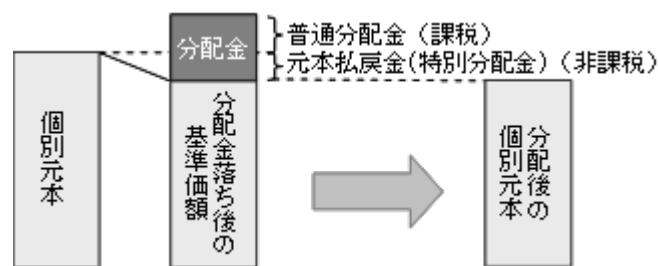 分配金
普通分配金（課税）
元本払戻金(特別分配金)（非課税）
個別元本
分配金落ち後の
基準価額
分配後の
個別元本